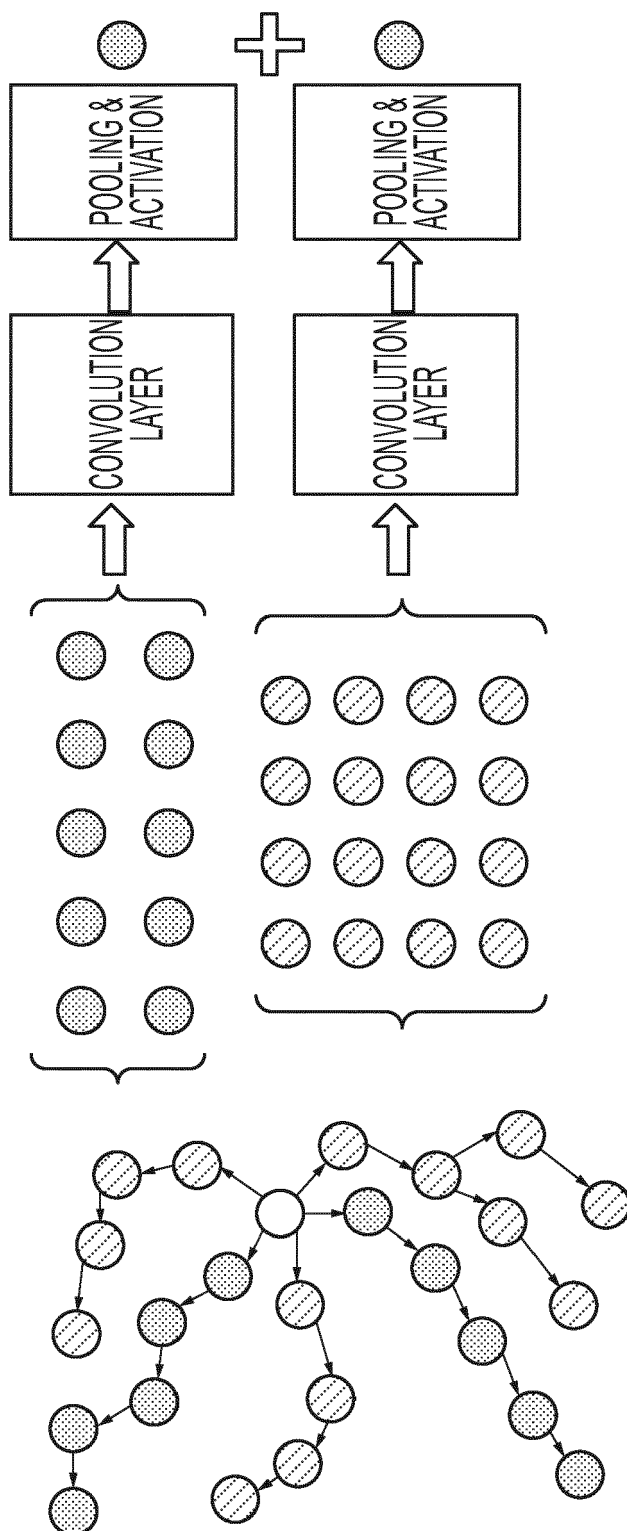 POOLING &
ACTIVATION
POOLING &
ACTIVATION
CONVOLUTION
LAYER
CONVOLUTION
LAYER